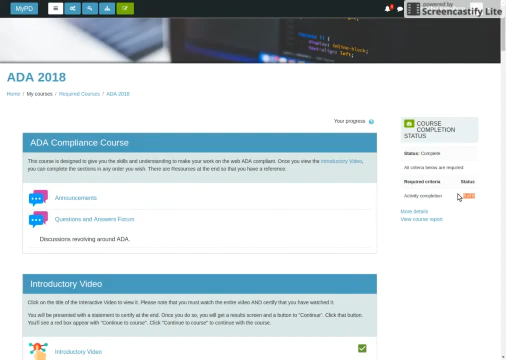 MyPD
powered by
Screencastify Lite
ADA 2018
Home / My courses / Required Courses / ADA 2018
Your progress
ADA Compliance Course
This course is designed to give you the skills and understanding to make your work on the web ADA compliant. Once you view the Introductory Video,
you can complete the sections in any order you wish. There are Resources at the end so that you have a reference.
Announcements
Questions and Answers Forum
Discussions revolving around ADA.
Introductory Video
Click on the title of the Interactive Video to view it. Please note that you must watch the entire video AND certify that you have watched it.
You will be presented with a statement to certify at the end. Once you do so, you will get a results screen and a button to "Continue". Click that button.
You'll see a red box appear with "Continue to course". Click "Continue to course" to continue with the course.
Introductory Video
COURSE
COMPLETION
STATUS
Status: Complete
All criteria below are required
Required criteria Status
Activity completion
More details
View course report